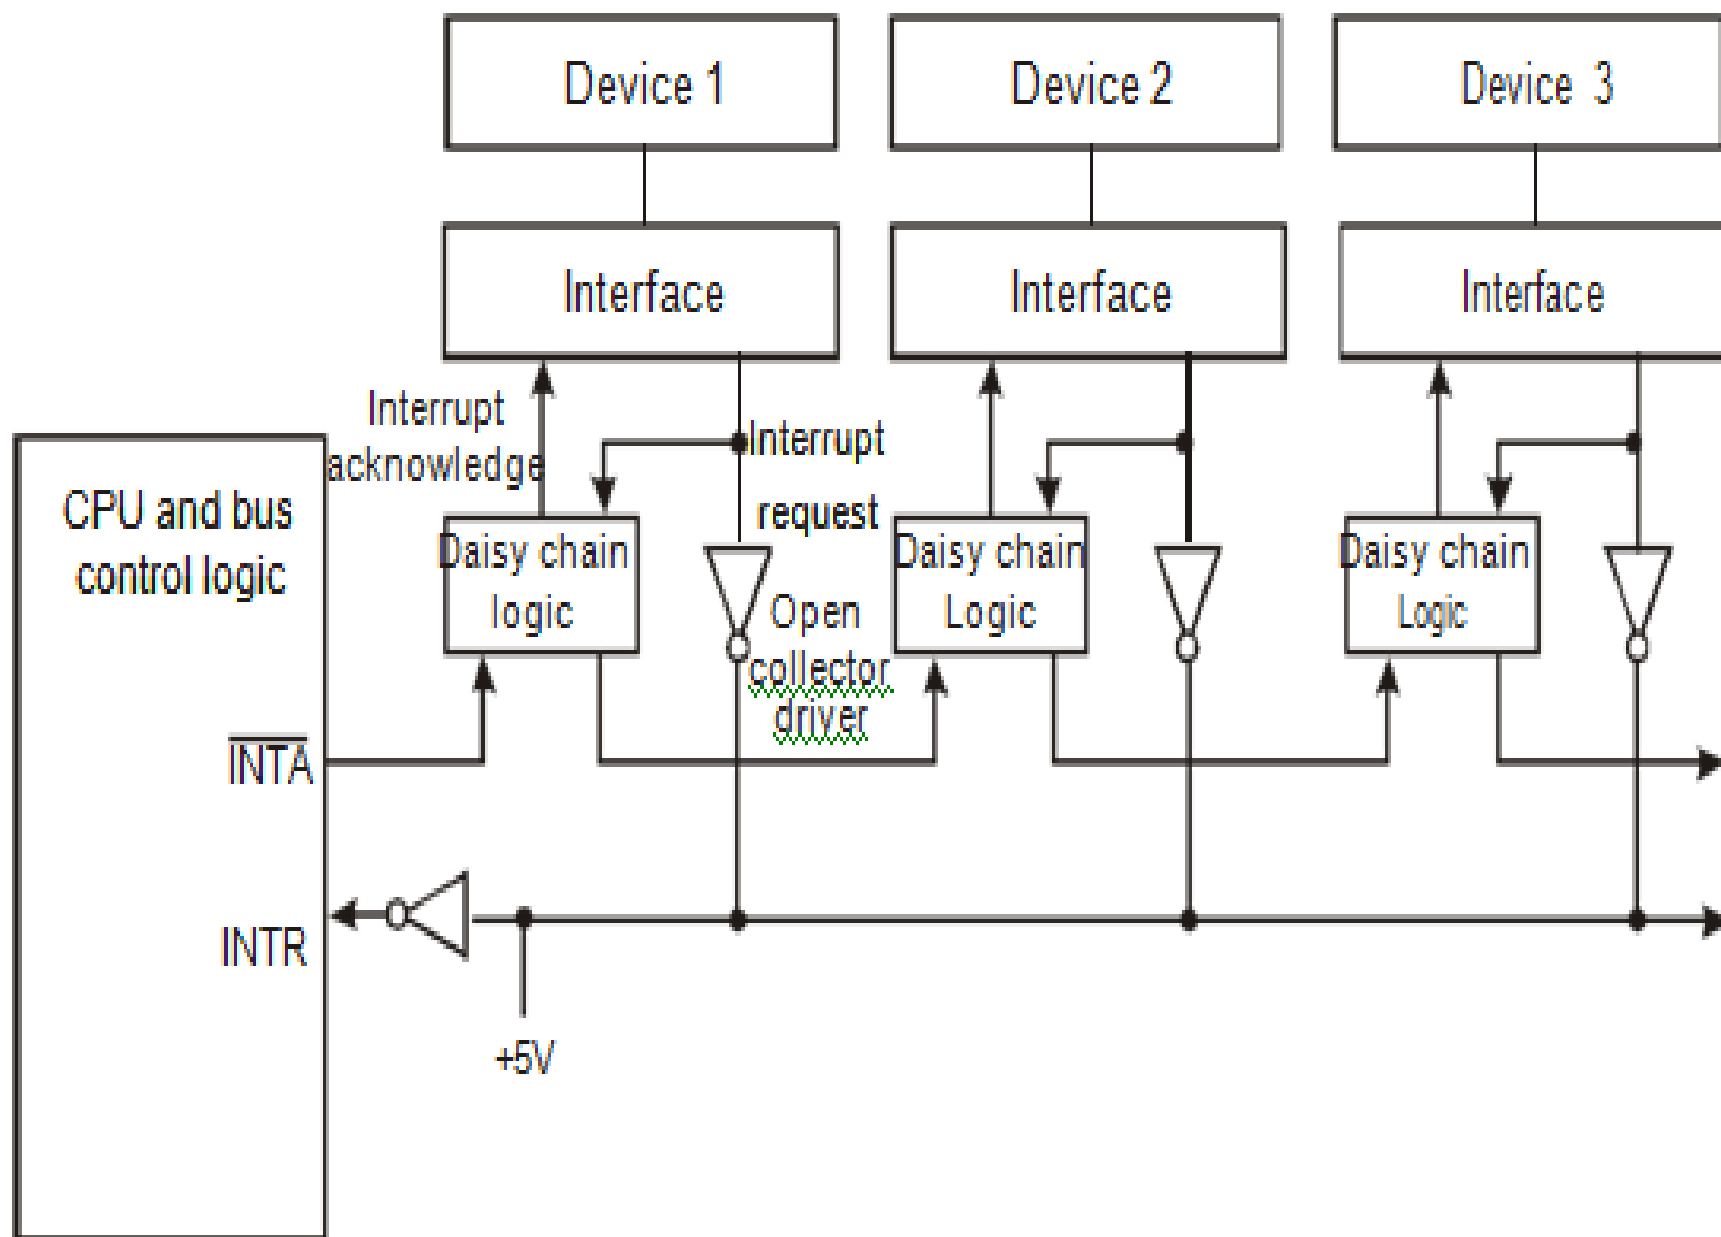 Device 1
Device 2
Device 3
Interface
Interface
Interface
Interrupt
acknowledge
Interrupt
request
CPU and bus
control logic
Daisy chain
logic
Open
collector
driver
Daisy chain
Logic
Daisy chain
Logic
INTA
INTR
+5V